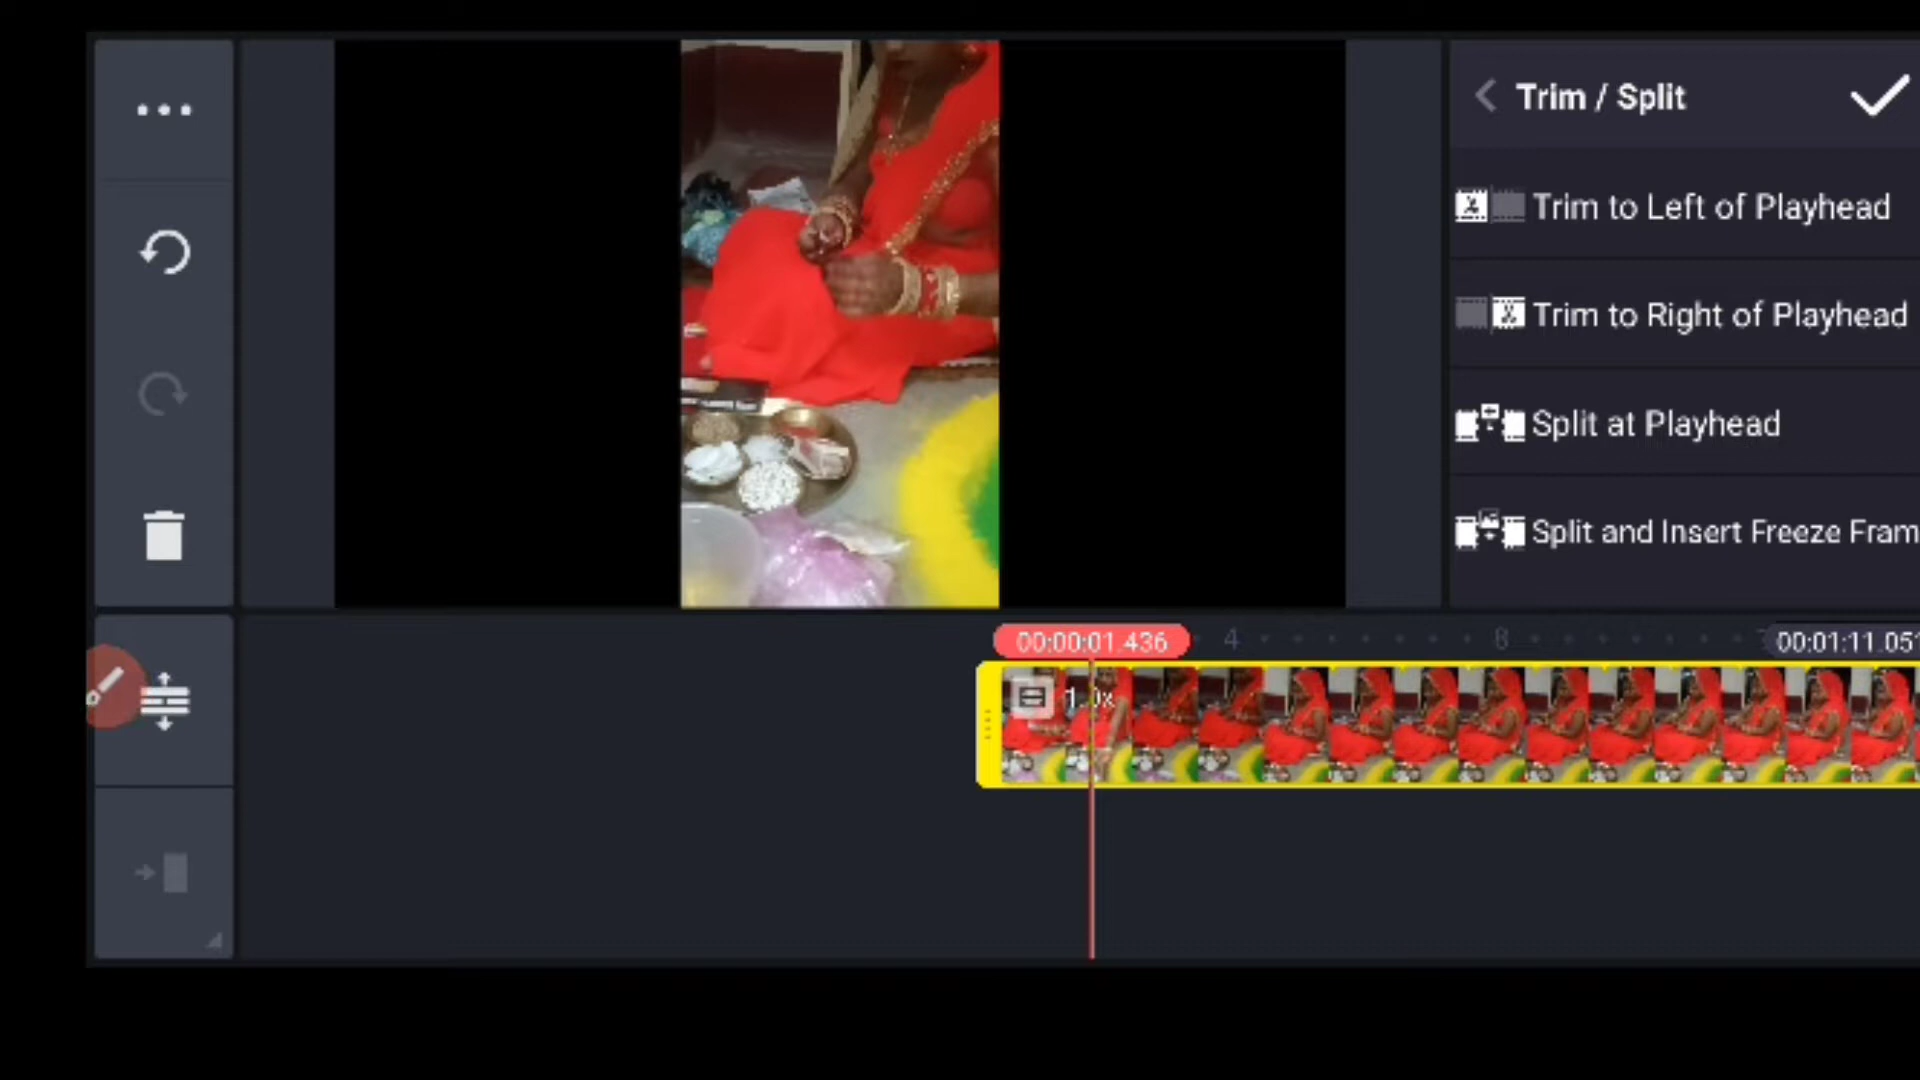 Trim / Split
Trim to Left of Playhead
Trim to Right of Playhead
Split at Playhead
Split and Insert Freeze Fram
00:00:01.436
4
8
00:01:11.051
1.0x